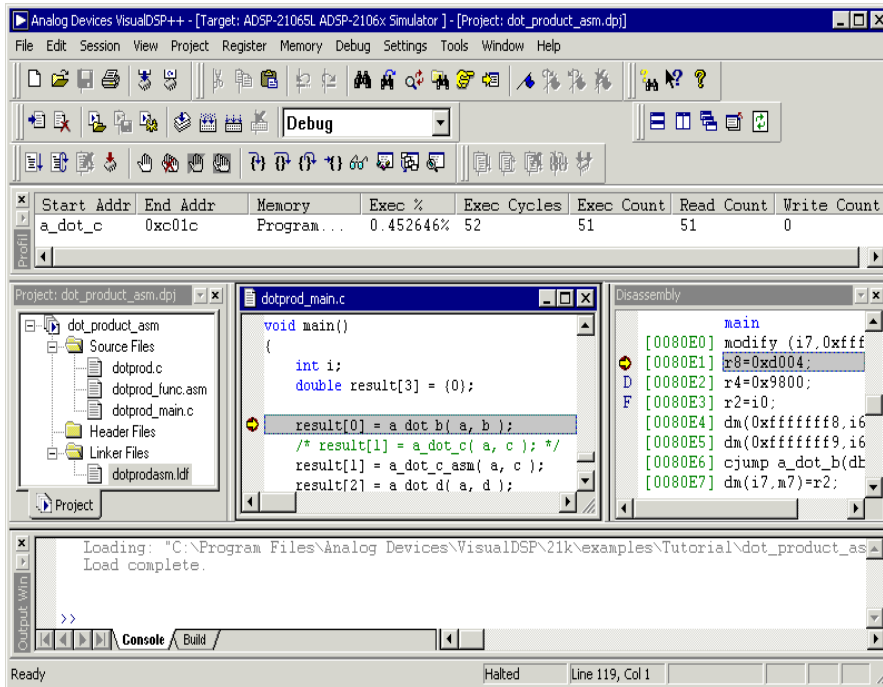 Analog Devices VisualDSP++ - [Target: ADSP-21065L ADSP-2106x Simulator ] - [Project: dot_product_asm.dpj]
File Edit Session View Project Register Memory Debug Settings Tools Window Help
Debug
Start Addr End Addr Memory Exec % Exec Cycles Exec Count Read Count Write Count
a_dot_c 0xc01c Program... 0.452646% 52 51 51 0
Profil
Project: dot_product_asm.dpj
dot_product_asm
Source Files
dotprod.c
dotprod_func.asm
dotprod_main.c
Header Files
Linker Files
dotprodasm.ldf
Project
dotprod_main.c
void main()
{
int i;
double result[3] = {0};
result[0] = a_dot_b( a, b );
/* result[1] = a_dot_c( a, c ); */
result[1] = a_dot_c_asm( a, c );
result[2] = a_dot_d( a, d );
Disassembly
main
[0080E0] modify (i7,0xfff
[0080E1] r8=0xd004;
D [0080E2] r4=0x9800;
F [0080E3] r2=i0;
[0080E4] dm(0xfffffff8,i6
[0080E5] dm(0xfffffff9,i6
[0080E6] cjump a_dot_b(db
[0080E7] dm(i7,m7)=r2;
Output Win
Loading: "C:\Program Files\Analog Devices\VisualDSP\21k\examples\Tutorial\dot_product_as
Load complete.
>>
Console Build
Ready Halted Line 119, Col 1